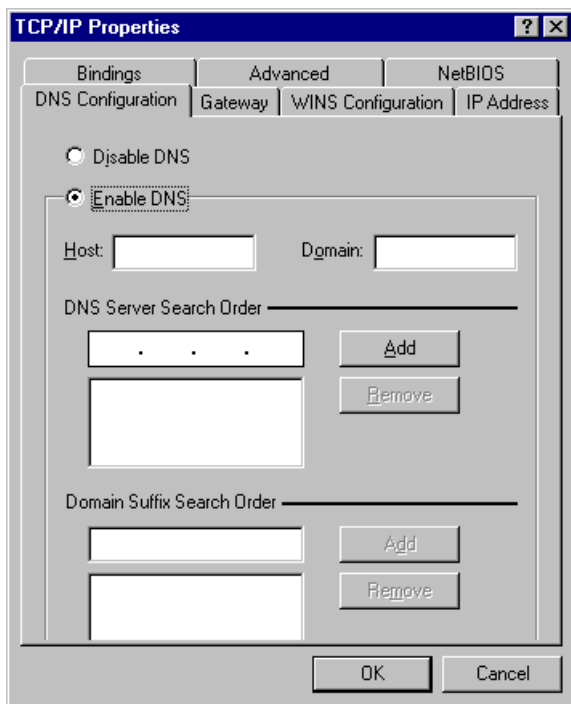 TCP/IP Properties
Bindings Advanced NetBIOS
DNS Configuration Gateway WINS Configuration IP Address
Disable DNS
Enable DNS
Host: Domain:
DNS Server Search Order
. . . Add
Remove
Domain Suffix Search Order
Add
Remove
OK Cancel